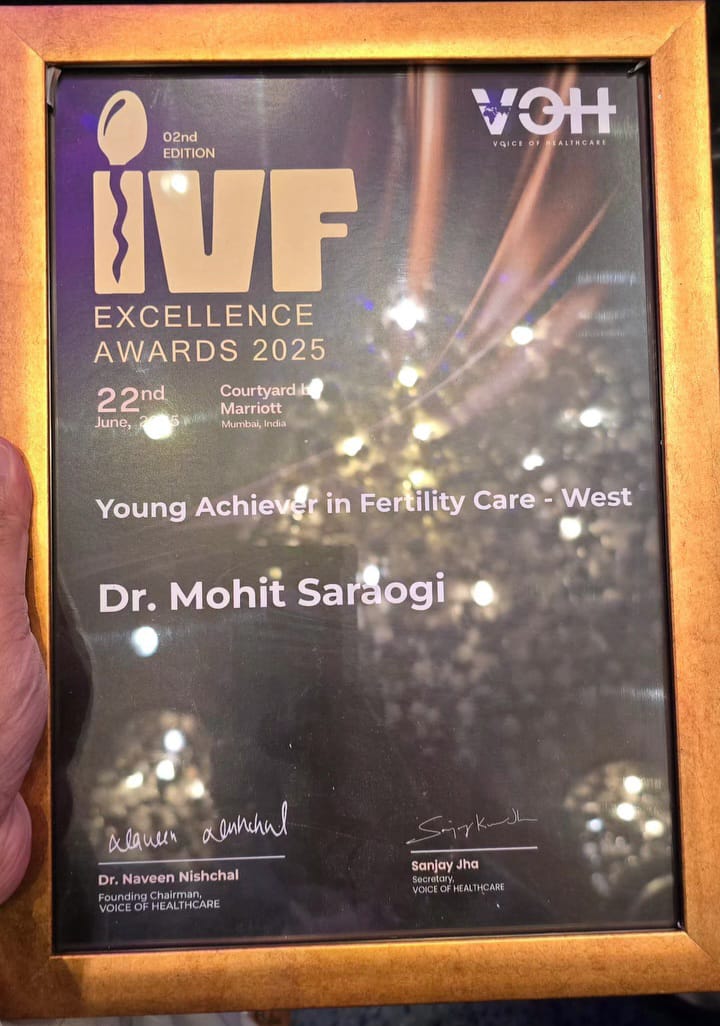 02nd
EDITION
VOH
VOICE OF HEALTHCARE
iVF
EXCELLENCE
AWARDS 2025
22nd
June,
Courtyard
Marriott
Mumbai, India
Young Achiever in Fertility Care - West
Dr. Mohit Saraogi
Dr. Naveen Nishchal
Founding Chairman,
VOICE OF HEALTHCARE
Sanjay Jha
Secretary,
VOICE OF HEALTHCARE